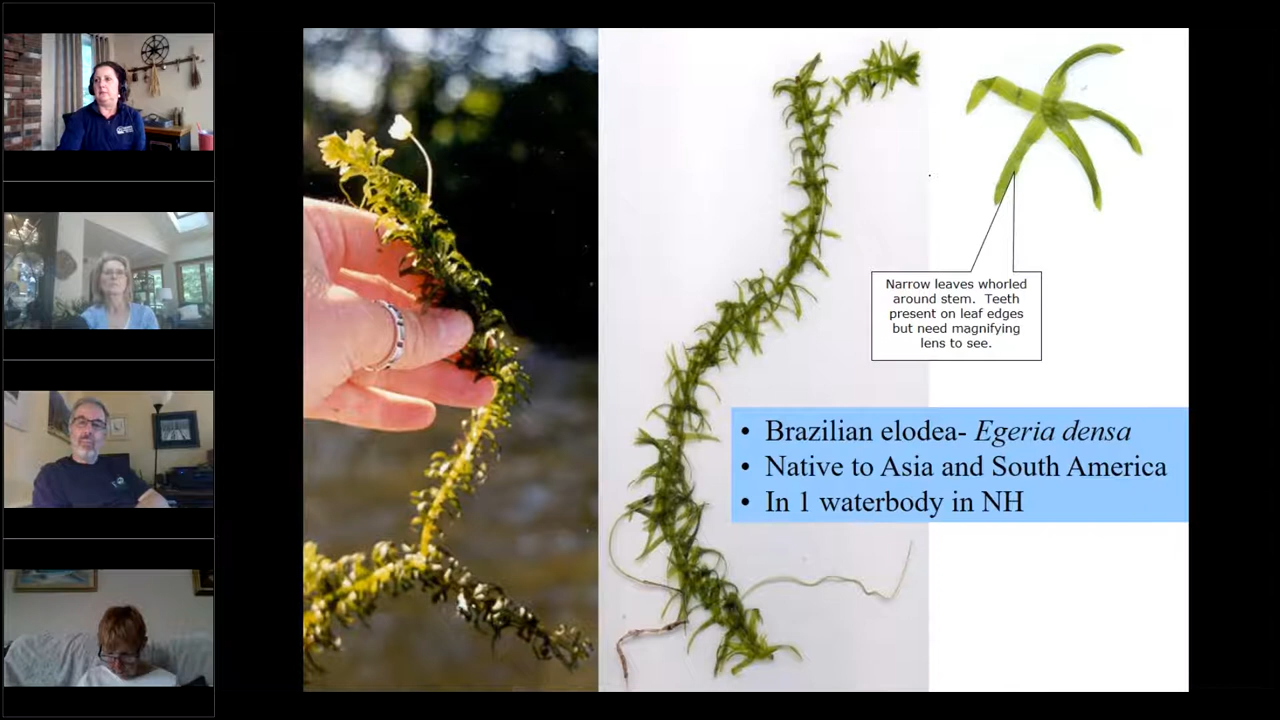 Narrow leaves whorled
around stem. Teeth
present on leaf edges
but need magnifying
lens to see.
• Brazilian elodea- Egeria densa
• Native to Asia and South America
• In 1 waterbody in NH